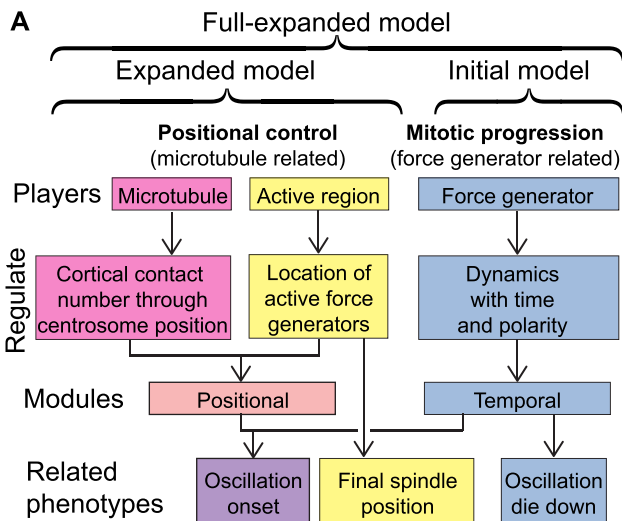 A
Full-expanded model
Expanded model
Initial model
Positional control
(microtubule related)
Mitotic progression
(force generator related)
Players
Microtubule
Active region
Force generator
Regulate
Cortical contact
number through
centrosome position
Location of
active force
generators
Dynamics
with time
and polarity
Modules
Positional
Temporal
Related
phenotypes
Oscillation
onset
Final spindle
position
Oscillation
die down